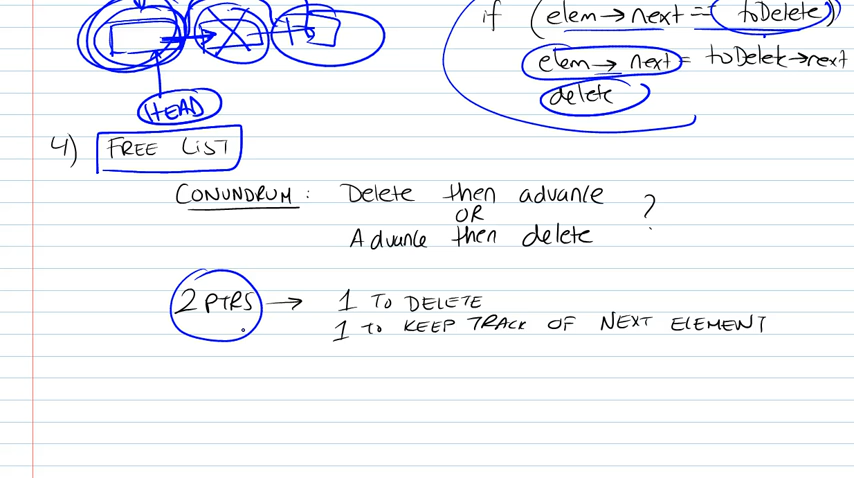 if (elem → next == toDelete)
elem → next = toDelete → next
delete
HEAD
4) FREE LIST
CONUNDRUM : Delete then advance
OR
?
Advance then delete
2 PTRS → 1 TO DELETE
1 TO KEEP TRACK OF NEXT ELEMENT